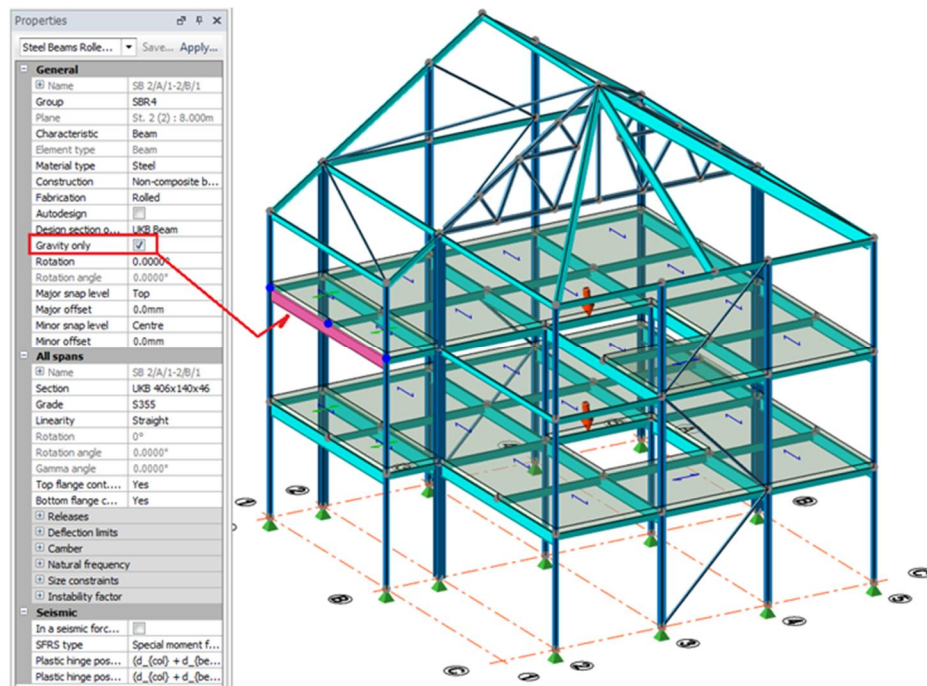 Properties
Steel Beams Rolle... Save... Apply...
General
Name SB 2/A/1-2/B/1
Group SBR4
Plane St. 2 (2) : 8.000m
Characteristic Beam
Element type Beam
Material type Steel
Construction Non-composite b...
Fabrication Rolled
Autodesign
Design section o... UKB Beam
Gravity only
Rotation 0.0000°
Rotation angle 0.0000°
Major snap level Top
Major offset 0.0mm
Minor snap level Centre
Minor offset 0.0mm
All spans
Name SB 2/A/1-2/B/1
Section UKB 406x140x46
Grade S355
Linearity Straight
Rotation 0°
Rotation angle 0.0000°
Gamma angle 0.0000°
Top flange cont.... Yes
Bottom flange c... Yes
Releases
Deflection limits
Camber
Natural frequency
Size constraints
Instability factor
Seismic
In a seismic forc...
SFRS type Special moment f...
Plastic hinge pos... (d_{col} + d_{be...
Plastic hinge pos... (d_{col} + d_{be...
A
B
2
B
C
5
4
3
2
C
1